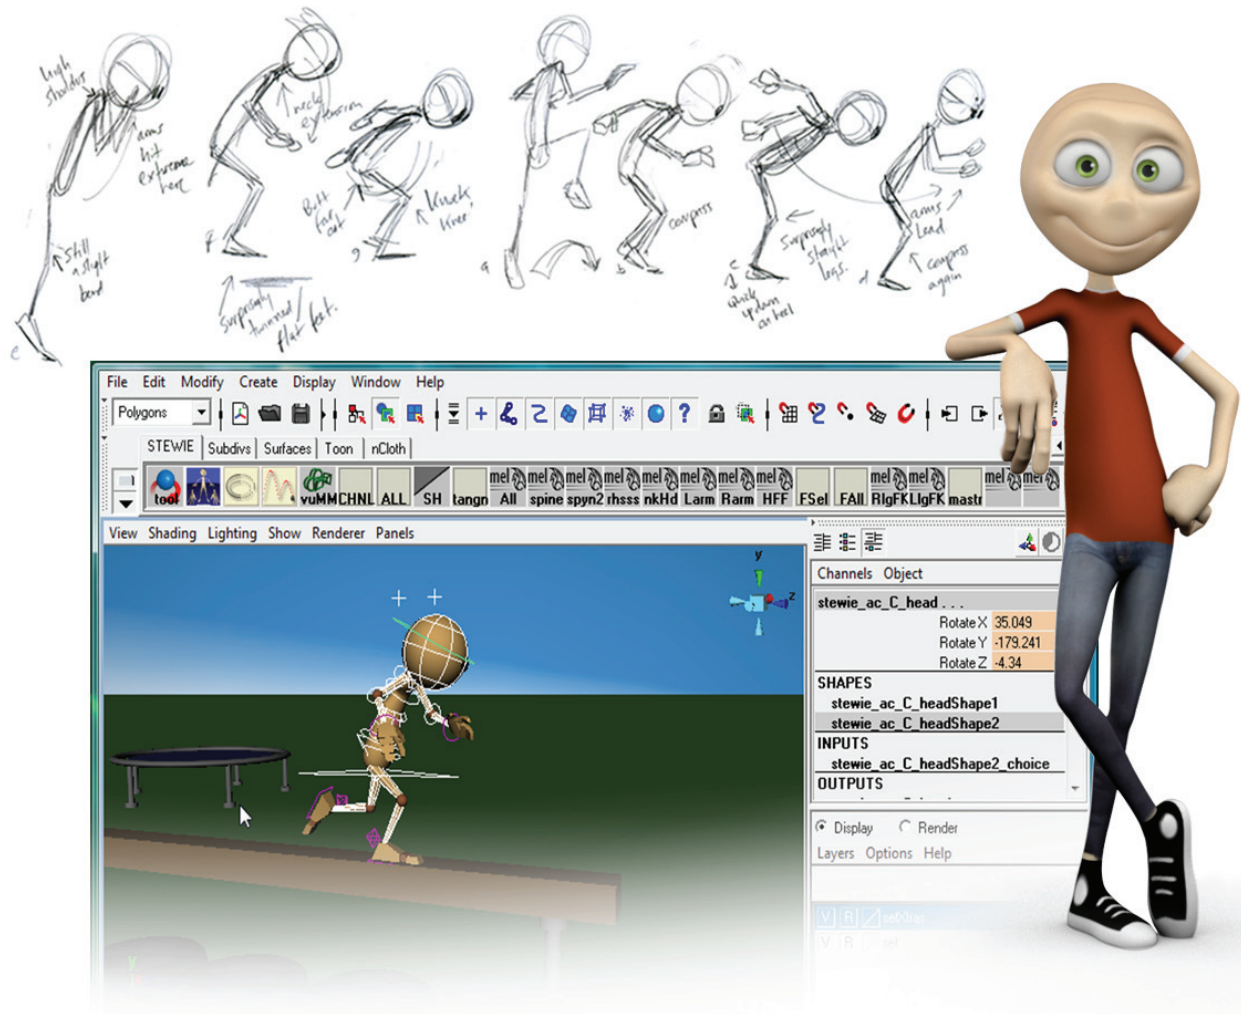 high
shoulders
arms
hit
extreme
here
still
a slight
bend
e
neck
extension
f
surprisingly
turned/
flat feet.
Butt
far
out
g
knock
knees
a
b
compress
Surprisingly
straight
legs.
c
quick
up down
on heel
arms
Lead
compress
again
d
File Edit Modify Create Display Window Help
Polygons
STEWIE Subdivs Surfaces Toon nCloth
mel mel mel mel mel mel mel mel mel mel mel mel
tool vuMM CHNL ALL SH tangn All spine spyn2 rhsss nkHd Larm Rarm HFF FSel FAll RlgFK LlgFK mastr
View Shading Lighting Show Renderer Panels
y
z
Channels Object
stewie_ac_C_head . . .
Rotate X 35.049
Rotate Y -179.241
Rotate Z -4.34
SHAPES
stewie_ac_C_headShape1
stewie_ac_C_headShape2
INPUTS
stewie_ac_C_headShape2_choice
OUTPUTS
Display Render
Layers Options Help
V R
V R sel
y